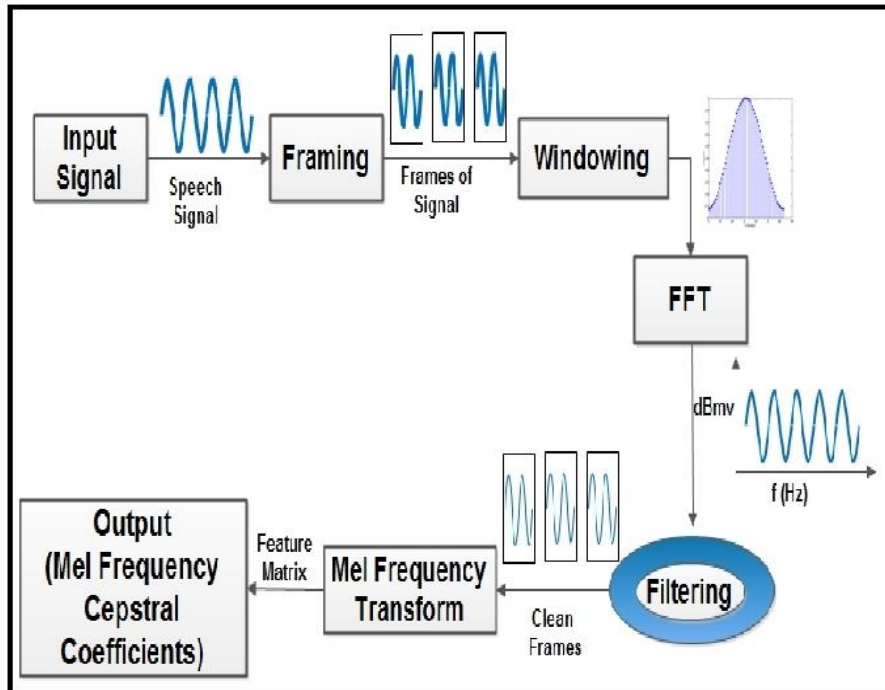 Input
Signal
Speech
Signal
Framing
Frames of
Signal
Windowing
FFT
dBmv
f (Hz)
Filtering
Clean
Frames
Mel Frequency
Transform
Feature
Matrix
Output
(Mel Frequency
Cepstral
Coefficients)